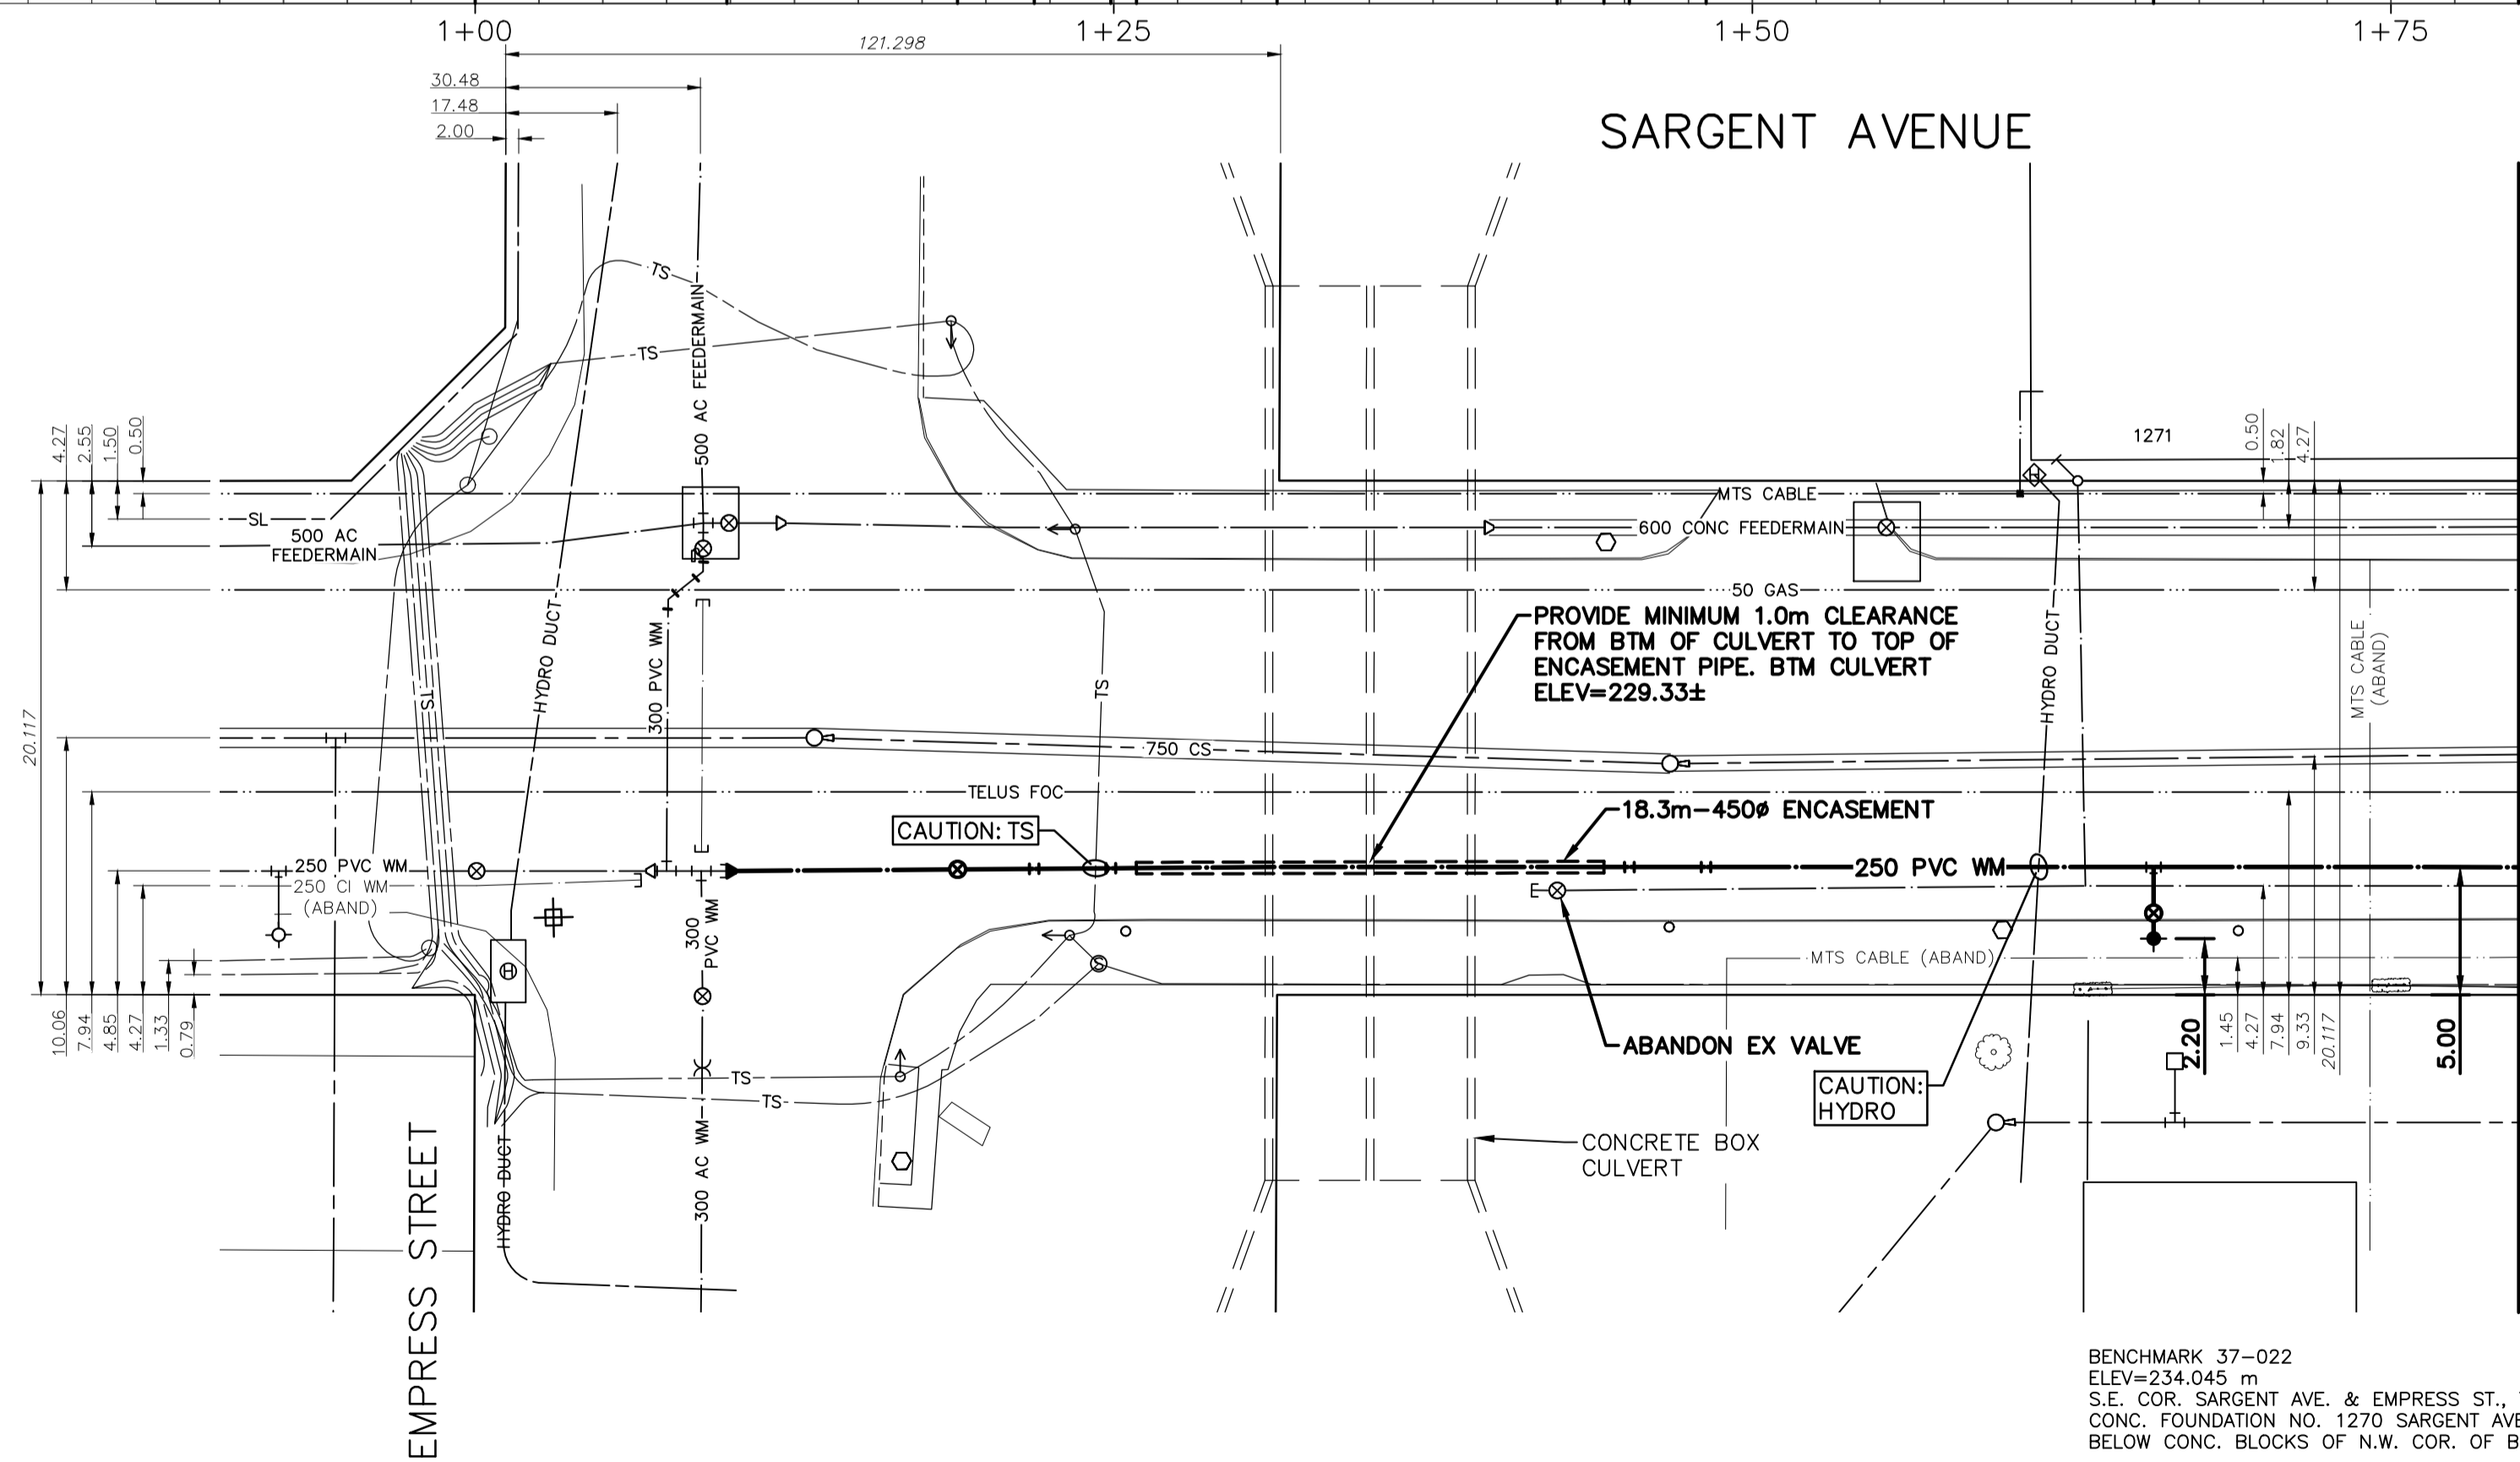 1+00
1+25
1+50
1+75
121.298
30.48
17.48
2.00
SARGENT AVENUE
4.27
2.55
1.50
0.50
TS
TS
500 AC FEEDERMAIN
SL
500 AC
FEEDERMAIN
MTS CABLE
600 CONC FEEDERMAIN
1271
H
0.50
1.82
4.27
50 GAS
PROVIDE MINIMUM 1.0m CLEARANCE
FROM BTM OF CULVERT TO TOP OF
ENCASEMENT PIPE. BTM CULVERT
ELEV=229.33±
HYDRO DUCT
300 PVC WM
TS
TS
HYDRO DUCT
MTS CABLE
(ABAND)
20.117
750 CS
TELUS FOC
18.3m-450ø ENCASEMENT
CAUTION: TS
250 PVC WM
250 CI WM
(ABAND)
250 PVC WM
300
PVC WM
H
S
MTS CABLE (ABAND)
10.06
7.94
4.85
4.27
1.33
0.79
ABANDON EX VALVE
2.20
1.45
4.27
7.94
9.33
20.117
5.00
TS
TS
CAUTION:
HYDRO
CONCRETE BOX
CULVERT
HYDRO DUCT
300 AC WM
EMPRESS STREET
BENCHMARK 37-022
ELEV=234.045 m
S.E. COR. SARGENT AVE. & EMPRESS ST.,
CONC. FOUNDATION NO. 1270 SARGENT AVE
BELOW CONC. BLOCKS OF N.W. COR. OF B